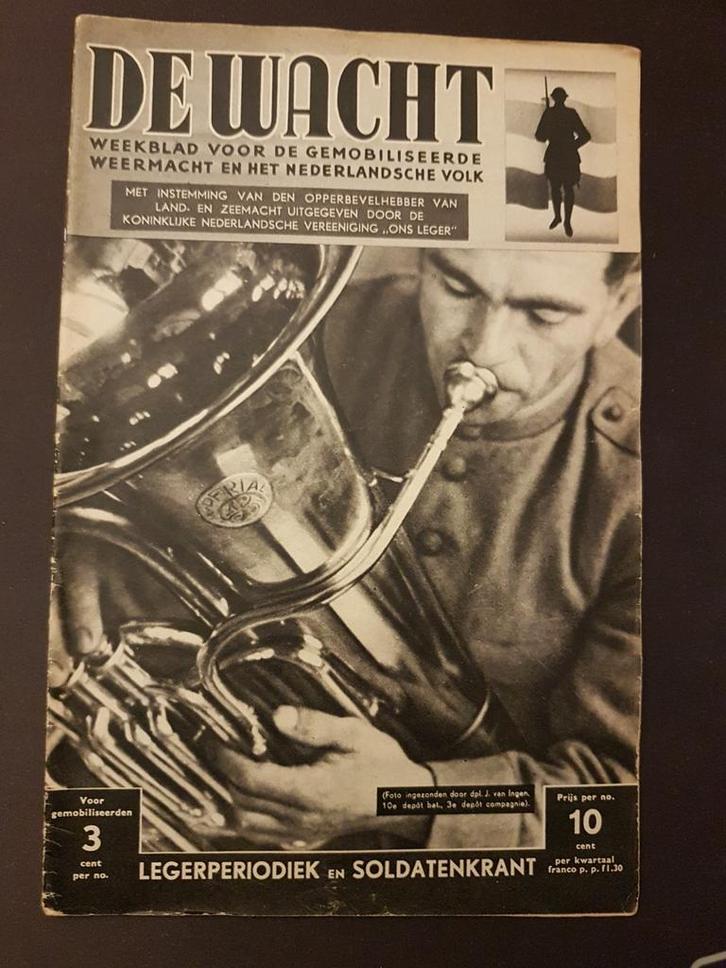 DE WACHT
WEEKBLAD VOOR DE GEMOBILISEERDE
WEERMACHT EN HET NEDERLANDSCHE VOLK
MET INSTEMMING VAN DEN OPPERBEVELHEBBER VAN
LAND- EN ZEEMACHT UITGEGEVEN DOOR DE
KONINKLIJKE NEDERLANDSCHE VEREENIGING „ONS LEGER"
(Foto ingezonden door dpl. J. van Ingen,
10e depôt bat., 3e depôt compagnie).
Voor
gemobiliseerden
3
cent
per no.
LEGERPERIODIEK EN SOLDATENKRANT
Prijs per no.
10
cent
per kwartaal
franco p. p. f1.30